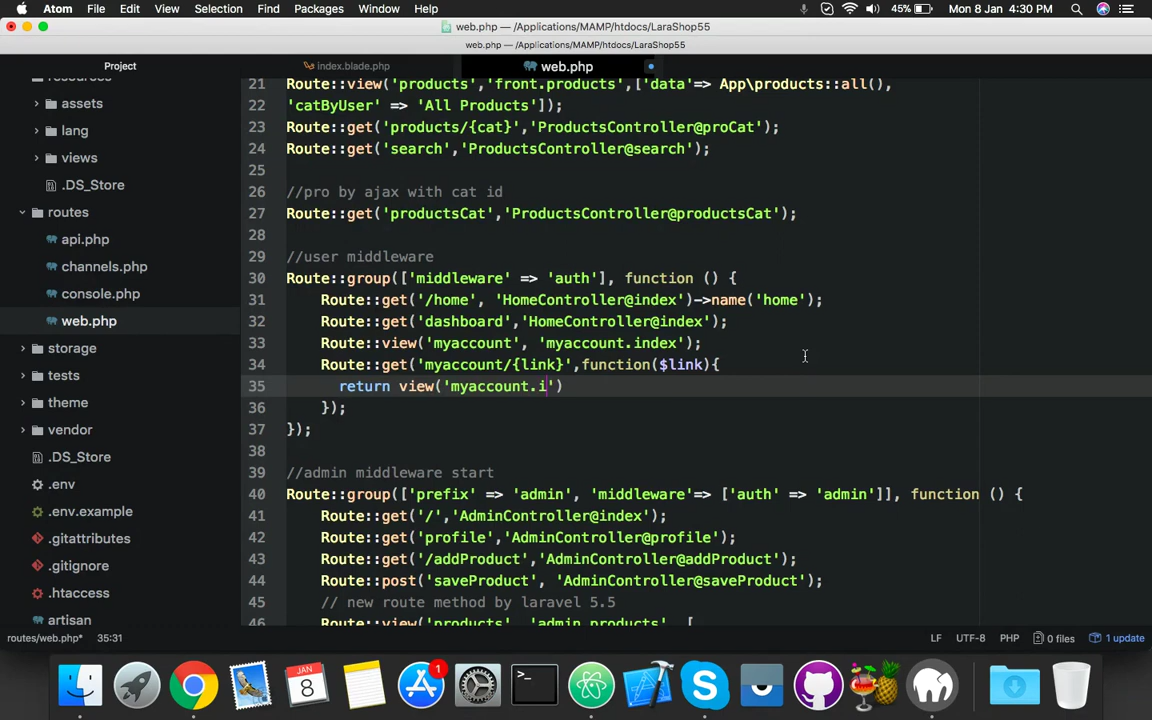 Atom File Edit View Selection Find Packages Window Help 45% Mon 8 Jan 4:30 PM
web.php — /Applications/MAMP/htdocs/LaraShop55
web.php — /Applications/MAMP/htdocs/LaraShop55
Project index.blade.php web.php
resources
assets
lang
views
.DS_Store
routes
api.php
channels.php
console.php
web.php
storage
tests
theme
vendor
.DS_Store
.env
.env.example
.gitattributes
.gitignore
.htaccess
artisan
21 Route::view('products','front.products',['data'=> App\products::all(),
22 'catByUser' => 'All Products']);
23 Route::get('products/{cat}','ProductsController@proCat');
24 Route::get('search','ProductsController@search');
25
26 //pro by ajax with cat id
27 Route::get('productsCat','ProductsController@productsCat');
28
29 //user middleware
30 Route::group(['middleware' => 'auth'], function () {
31 Route::get('/home', 'HomeController@index')->name('home');
32 Route::get('dashboard','HomeController@index');
33 Route::view('myaccount', 'myaccount.index');
34 Route::get('myaccount/{link}',function($link){
35 return view('myaccount.i')
36 });
37 });
38
39 //admin middleware start
40 Route::group(['prefix' => 'admin', 'middleware'=> ['auth' => 'admin']], function () {
41 Route::get('/','AdminController@index');
42 Route::get('profile','AdminController@profile');
43 Route::get('/addProduct','AdminController@addProduct');
44 Route::post('saveProduct', 'AdminController@saveProduct');
45 // new route method by laravel 5.5
46 Route::view('products', 'admin.products', [
routes/web.php* 35:31 LF UTF-8 PHP 0 files 1 update
JAN
8
1
>_